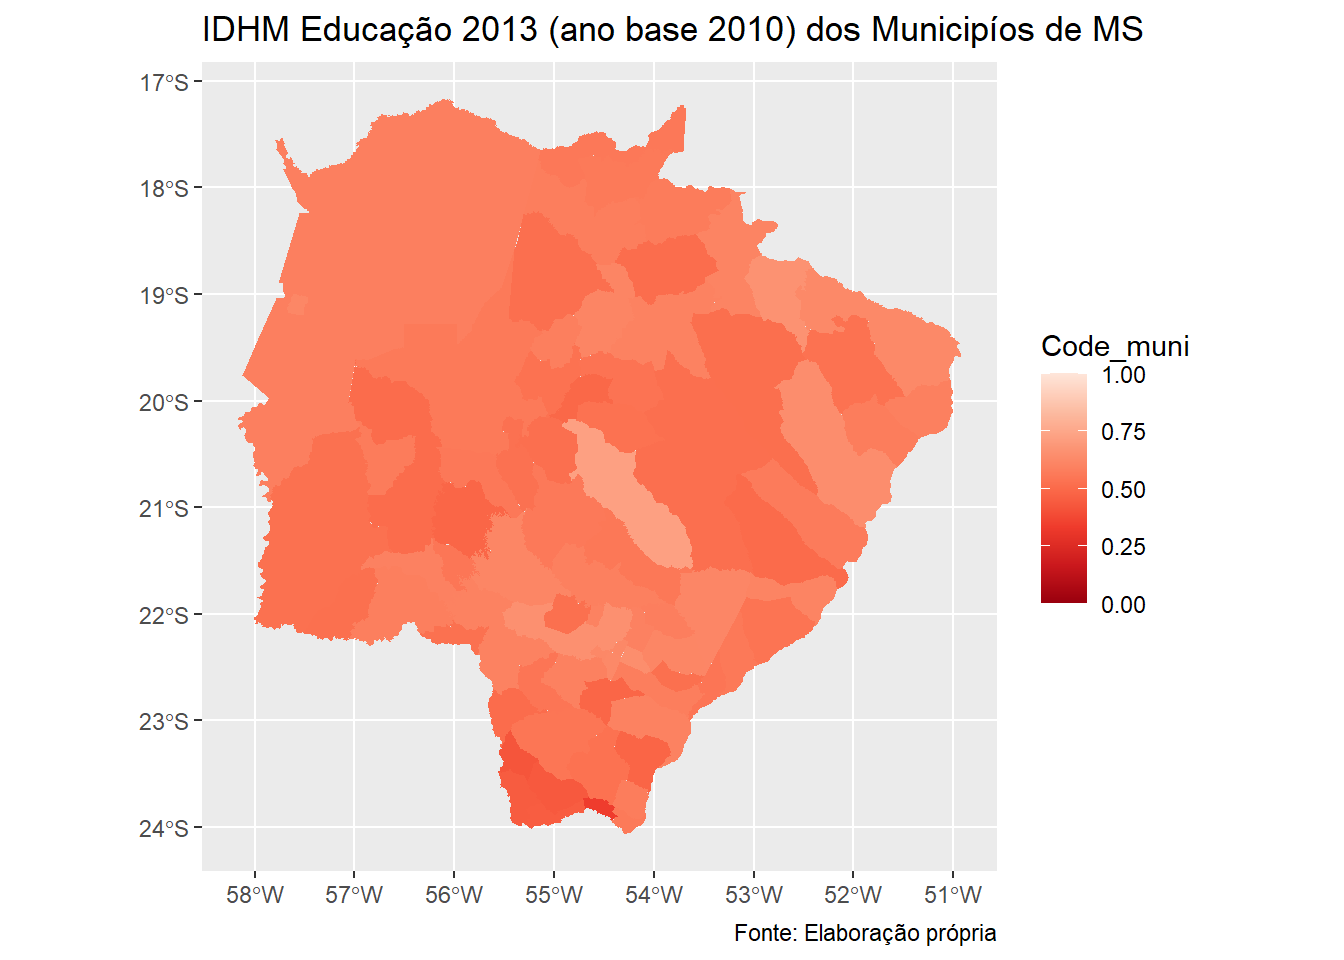 IDHM Educação 2013 (ano base 2010) dos Municipíos de MS
17°S
18°S
19°S
20°S
21°S
22°S
23°S
24°S
58°W 57°W 56°W 55°W 54°W 53°W 52°W 51°W
Code_muni
1.00
0.75
0.50
0.25
0.00
Fonte: Elaboração própria